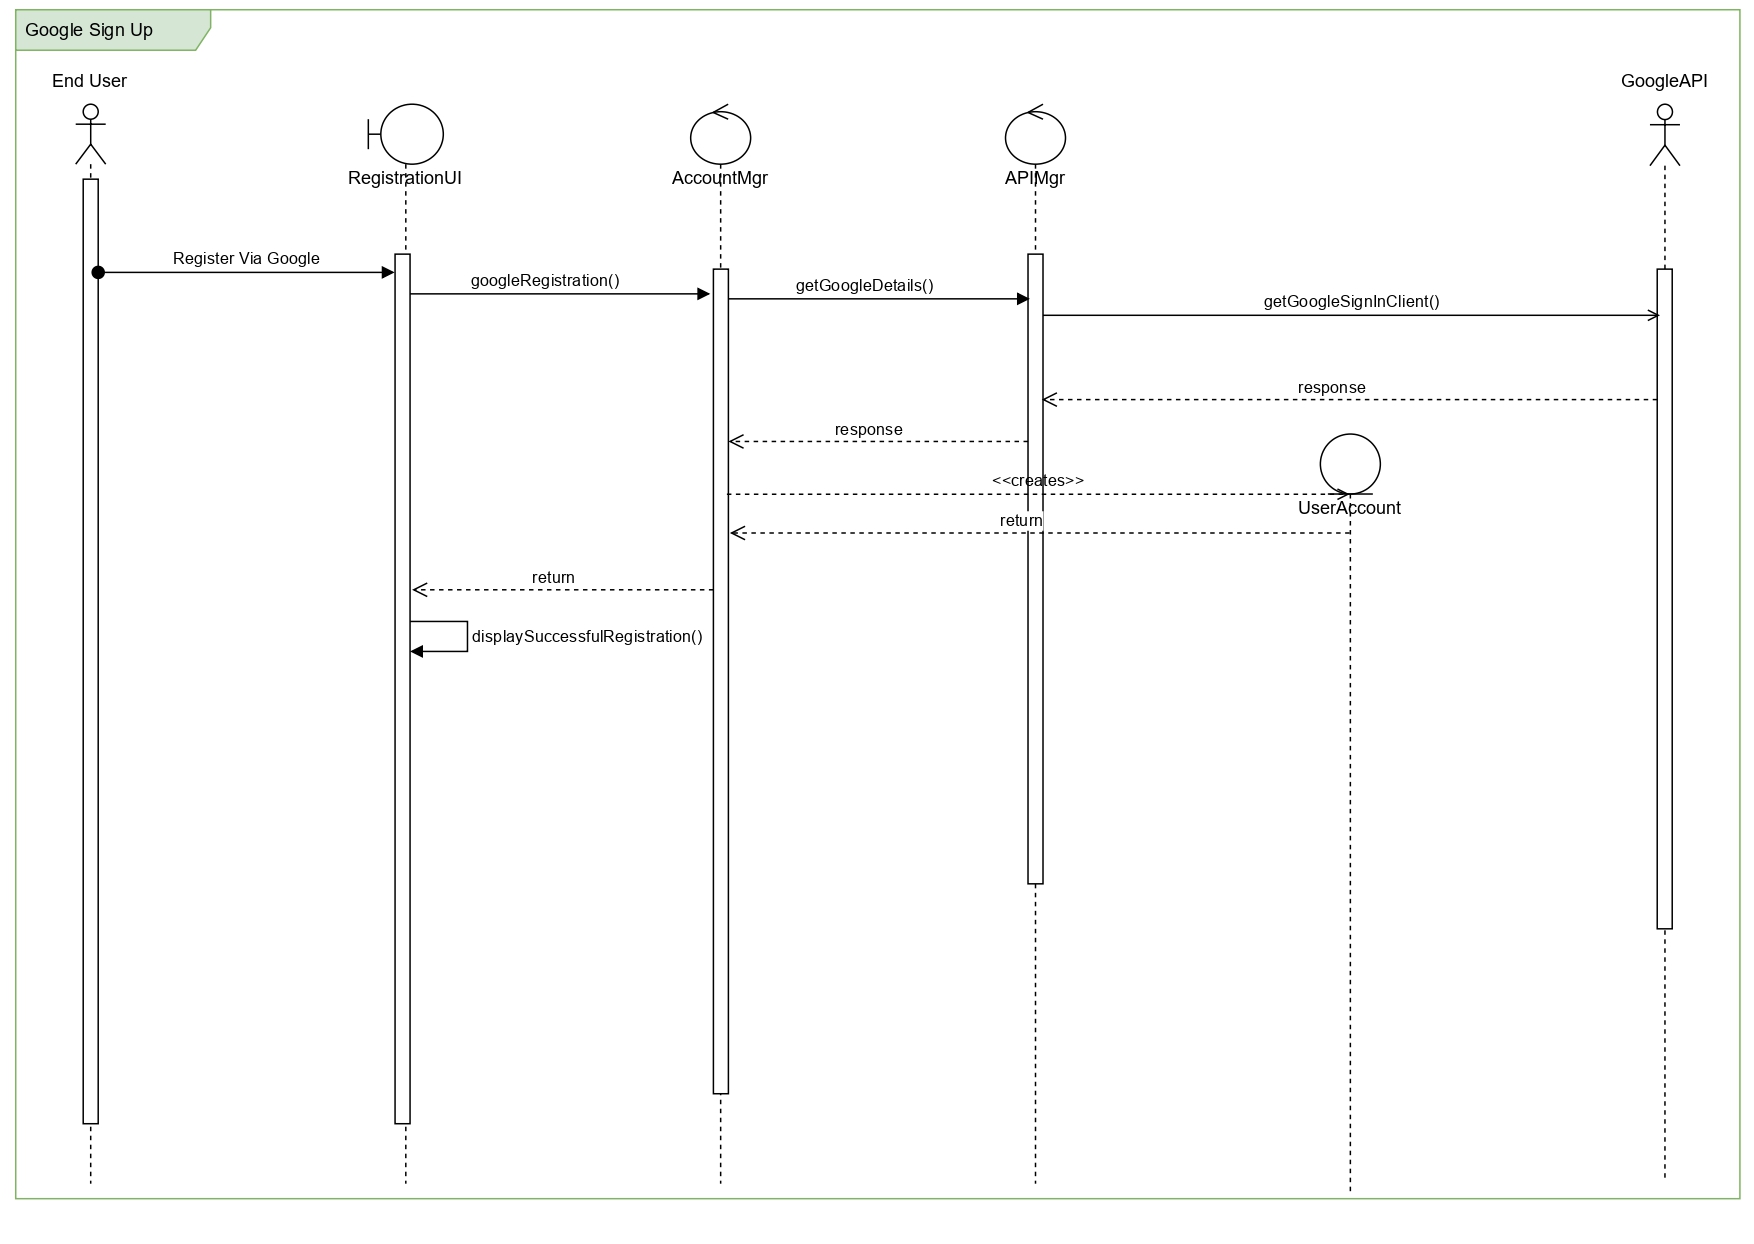 Google Sign Up
End User
GoogleAPI
RegistrationUI
AccountMgr
APIMgr
Register Via Google
googleRegistration()
getGoogleDetails()
getGoogleSignInClient()
response
response
<<creates>>
UserAccount
return
return
displaySuccessfulRegistration()